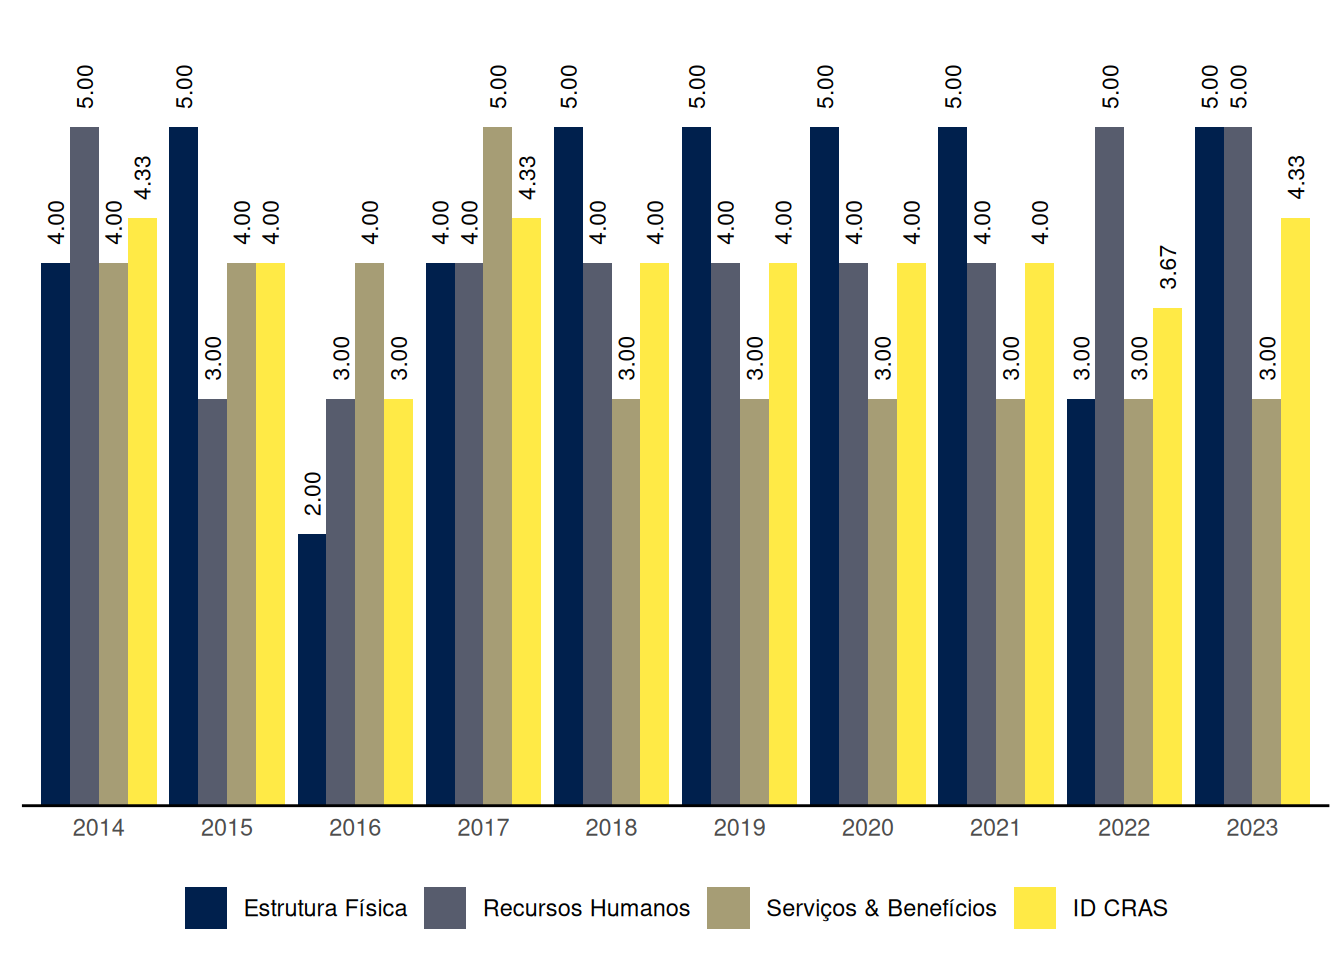 4.00 5.00 4.00 4.33 5.00 3.00 4.00 4.00 2.00 3.00 4.00 3.00 4.00 4.00 5.00 4.33 5.00 4.00 3.00 4.00 5.00 4.00 3.00 4.00 5.00 4.00 3.00 4.00 5.00 4.00 3.00 4.00 3.00 5.00 3.00 3.67 5.00 5.00 3.00 4.33
2014 2015 2016 2017 2018 2019 2020 2021 2022 2023
Estrutura Física Recursos Humanos Serviços & Benefícios ID CRAS